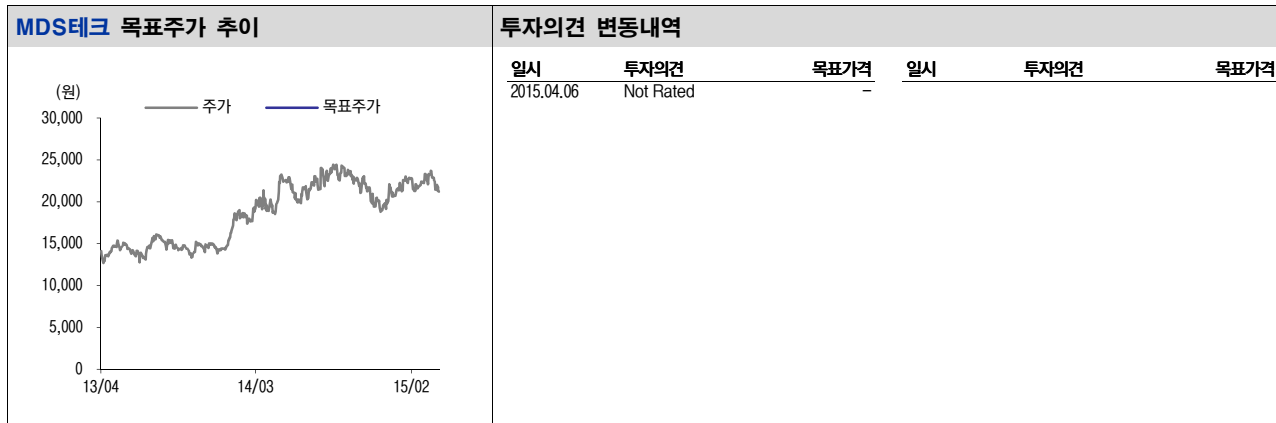 MDS테크 목표주가 추이
투자의견 변동내역
(원)
주가 목표주가
30,000
25,000
20,000
15,000
10,000
5,000
0
13/04 14/03 15/02
일시 투자의견 목표가격 일시 투자의견 목표가격
2015.04.06 Not Rated –